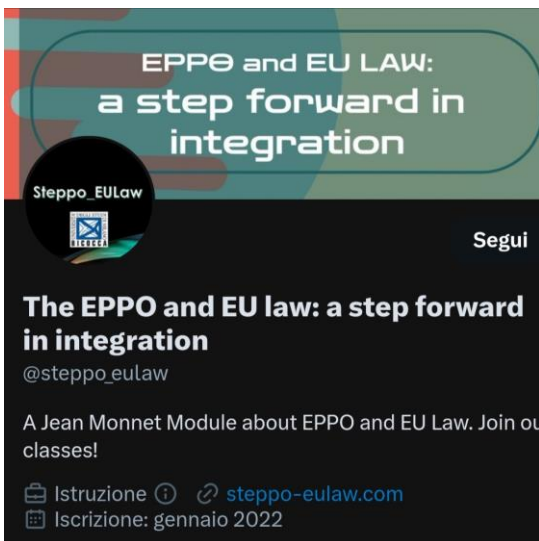 EPPO and EU LAW:
a step forward in
integration
Steppo_EULaw
BICOCCA
Segui
The EPPO and EU law: a step forward
in integration
@steppo_eulaw
A Jean Monnet Module about EPPO and EU Law. Join ou
classes!
Istruzione steppo-eulaw.com
Iscrizione: gennaio 2022